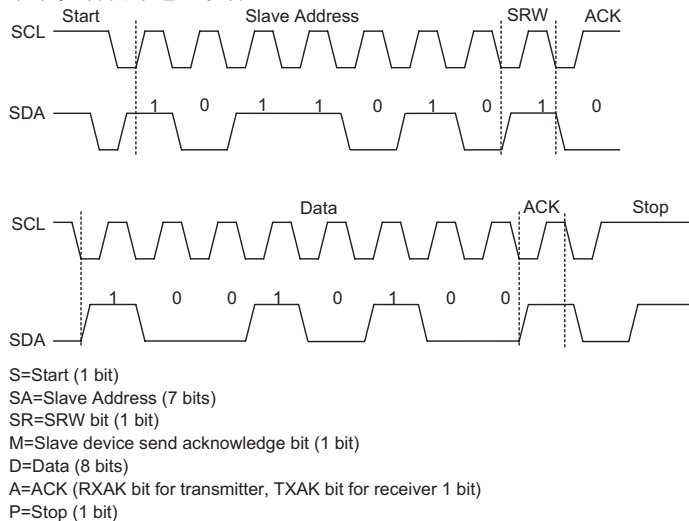 Start Slave Address SRW ACK
SCL
SDA 1 0 1 1 0 1 0 1 0
Data ACK Stop
SCL
1 0 0 1 0 1 0 0
SDA
S=Start (1 bit)
SA=Slave Address (7 bits)
SR=SRW bit (1 bit)
M=Slave device send acknowledge bit (1 bit)
D=Data (8 bits)
A=ACK (RXAK bit for transmitter, TXAK bit for receiver 1 bit)
P=Stop (1 bit)